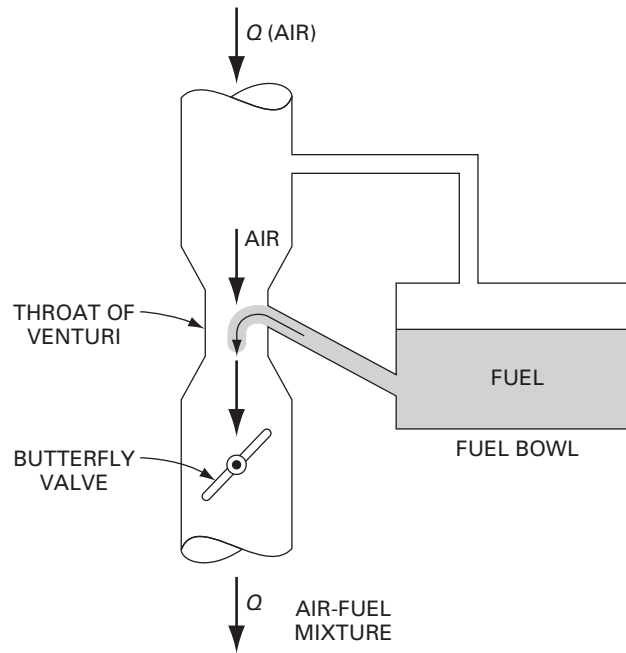 Q (AIR)
AIR
THROAT OF
VENTURI
FUEL
FUEL BOWL
BUTTERFLY
VALVE
Q
AIR-FUEL
MIXTURE